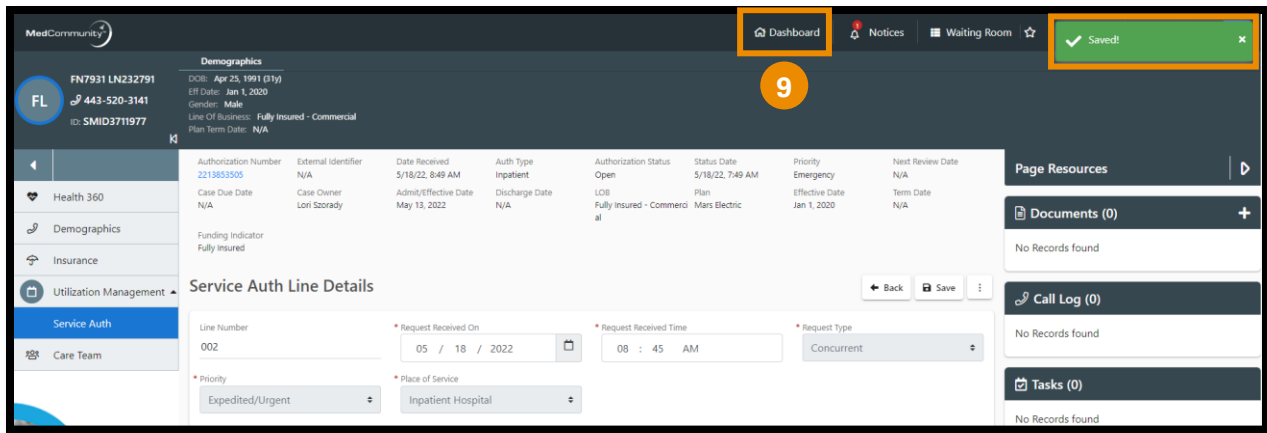 MedCommunity
Dashboard
1
Notices
Waiting Room
Saved!
×
9
FL
FN7931 LN232791
443-520-3141
ID: SMID3711977
Demographics
DOB: Apr 25, 1991 (31y)
Eff Date: Jan 1, 2020
Gender: Male
Line Of Business: Fully Insured - Commercial
Plan Term Date: N/A
Health 360
Demographics
Insurance
Utilization Management
Service Auth
Care Team
Authorization Number External Identifier Date Received Auth Type Authorization Status Status Date Priority Next Review Date
2213853505 N/A 5/18/22, 8:49 AM Inpatient Open 5/18/22, 7:49 AM Emergency N/A
Case Due Date Case Owner Admit/Effective Date Discharge Date LOB Plan Effective Date Term Date
N/A Lori Szorady May 13, 2022 N/A Fully Insured - Commerci Mars Electric Jan 1, 2020 N/A
al
Funding Indicator
Fully Insured
Service Auth Line Details
Back Save
Line Number * Request Received On * Request Received Time * Request Type
002 05 / 18 / 2022 08 : 45 AM Concurrent
* Priority * Place of Service
Expedited/Urgent Inpatient Hospital
Page Resources
Documents (0) +
No Records found
Call Log (0)
No Records found
Tasks (0)
No Records found